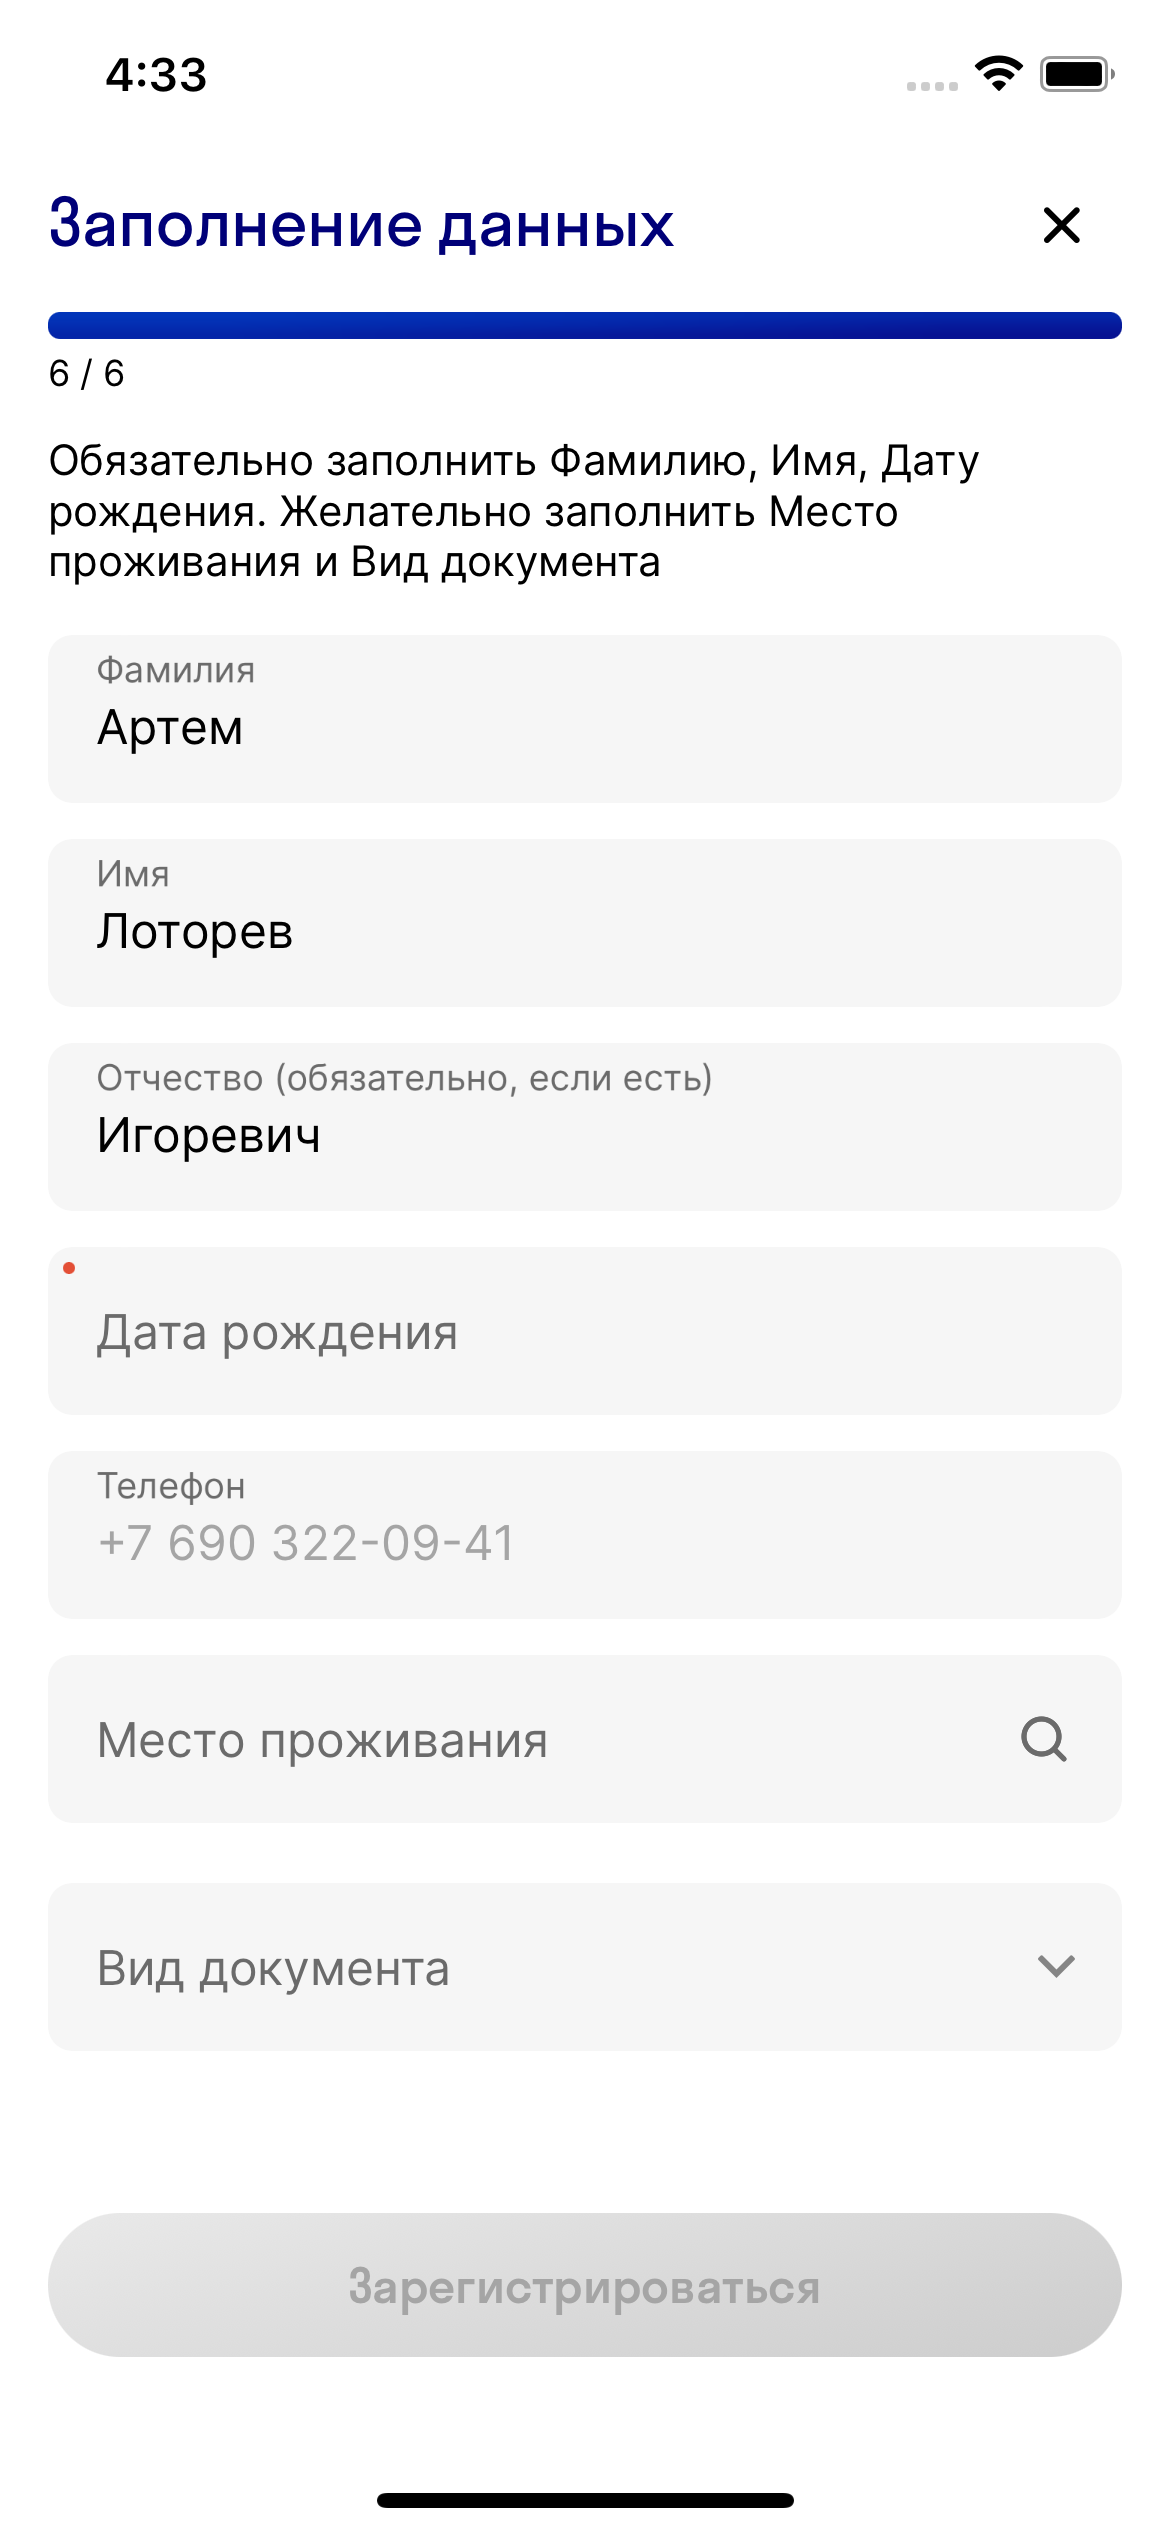 4:33
Заполнение данных
6 / 6
Обязательно заполнить Фамилию, Имя, Дату
рождения. Желательно заполнить Место
проживания и Вид документа
Фамилия
Артем
Имя
Лоторев
Отчество (обязательно, если есть)
Игоревич
Дата рождения
Телефон
+7 690 322-09-41
Место проживания
Вид документа
Зарегистрироваться